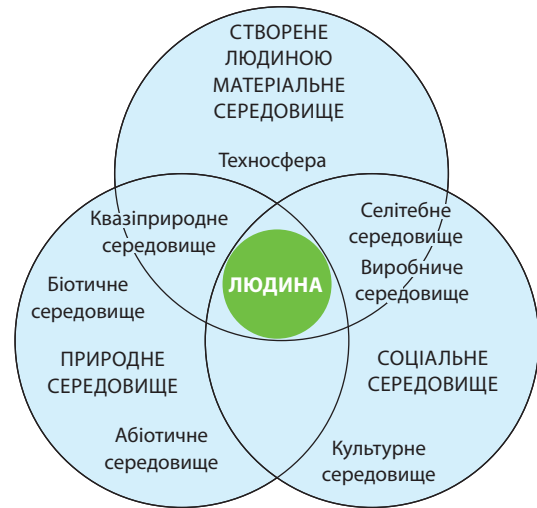 СТВОРЕНЕ
ЛЮДИНОЮ
МАТЕРІАЛЬНЕ
СЕРЕДОВИЩЕ
Техносфера
Квазіприродне
середовище
Селітебне
середовище
Виробниче
середовище
ЛЮДИНА
Біотичне
середовище
ПРИРОДНЕ
СЕРЕДОВИЩЕ
СОЦІАЛЬНЕ
СЕРЕДОВИЩЕ
Абіотичне
середовище
Культурне
середовище